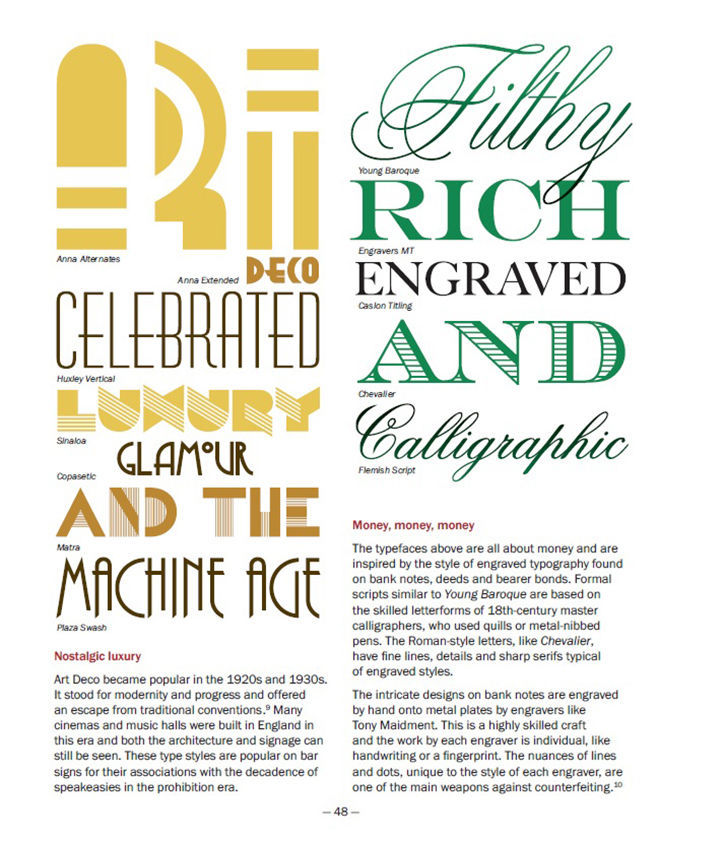 ART
Anna Alternates
Anna Extended
DECO
CELEBRATED
Huxley Vertical
LUXURY
Sinaloa
GLAMOUR
Copasetic
AND THE
Matra
MACHINE AGE
Plaza Swash
Nostalgic luxury
Art Deco became popular in the 1920s and 1930s.
It stood for modernity and progress and offered
an escape from traditional conventions.⁹ Many
cinemas and music halls were built in England in
this era and both the architecture and signage can
still be seen. These type styles are popular on bar
signs for their associations with the decadence of
speakeasies in the prohibition era.
Filthy
Young Baroque
RICH
Engravers MT
ENGRAVED
Caslon Titling
AND
Chevalier
Calligraphic
Flemish Script
Money, money, money
The typefaces above are all about money and are
inspired by the style of engraved typography found
on bank notes, deeds and bearer bonds. Formal
scripts similar to Young Baroque are based on
the skilled letterforms of 18th-century master
calligraphers, who used quills or metal-nibbed
pens. The Roman-style letters, like Chevalier,
have fine lines, details and sharp serifs typical
of engraved styles.
The intricate designs on bank notes are engraved
by hand onto metal plates by engravers like
Tony Maidment. This is a highly skilled craft
and the work by each engraver is individual, like
handwriting or a fingerprint. The nuances of lines
and dots, unique to the style of each engraver, are
one of the main weapons against counterfeiting.¹⁰
— 48 —